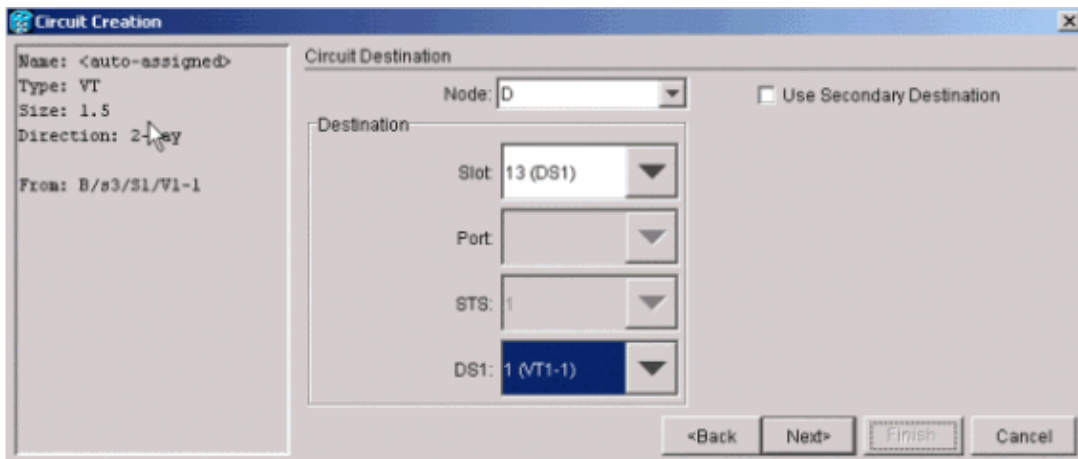 Circuit Creation
Name: <auto-assigned>
Type: VT
Size: 1.5
Direction: 2-way
From: B/s3/S1/V1-1
Circuit Destination
Node: D
Use Secondary Destination
Destination
Slot: 13 (DS1)
Port:
STS: 1
DS1: 1 (VT1-1)
<Back Next> Finish Cancel